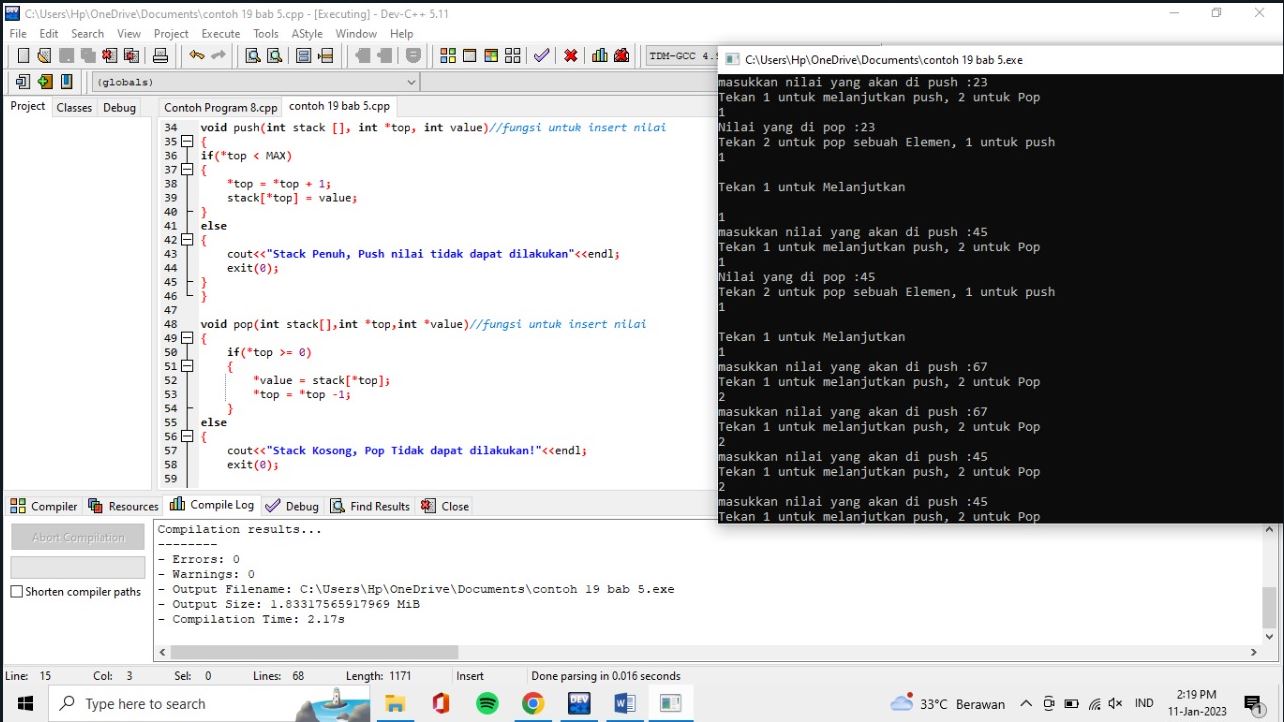 C:\Users\Hp\OneDrive\Documents\contoh 19 bab 5.cpp - [Executing] - Dev-C++ 5.11
File Edit Search View Project Execute Tools AStyle Window Help
TDM-GCC 4.
(globals)
Project Classes Debug
Contoh Program 8.cpp contoh 19 bab 5.cpp
34 void push(int stack [], int *top, int value)//fungsi untuk insert nilai
35 {
36 if(*top < MAX)
37 {
38 *top = *top + 1;
39 stack[*top] = value;
40 }
41 else
42 {
43 cout<<"Stack Penuh, Push nilai tidak dapat dilakukan"<<endl;
44 exit(0);
45 }
46 }
47
48 void pop(int stack[],int *top,int *value)//fungsi untuk insert nilai
49 {
50 if(*top >= 0)
51 {
52 *value = stack[*top];
53 *top = *top -1;
54 }
55 else
56 {
57 cout<<"Stack Kosong, Pop Tidak dapat dilakukan!"<<endl;
58 exit(0);
59
C:\Users\Hp\OneDrive\Documents\contoh 19 bab 5.exe
masukkan nilai yang akan di push :23
Tekan 1 untuk melanjutkan push, 2 untuk Pop
1
Nilai yang di pop :23
Tekan 2 untuk pop sebuah Elemen, 1 untuk push
1
Tekan 1 untuk Melanjutkan
1
masukkan nilai yang akan di push :45
Tekan 1 untuk melanjutkan push, 2 untuk Pop
1
Nilai yang di pop :45
Tekan 2 untuk pop sebuah Elemen, 1 untuk push
1
Tekan 1 untuk Melanjutkan
1
masukkan nilai yang akan di push :67
Tekan 1 untuk melanjutkan push, 2 untuk Pop
2
masukkan nilai yang akan di push :67
Tekan 1 untuk melanjutkan push, 2 untuk Pop
2
masukkan nilai yang akan di push :45
Tekan 1 untuk melanjutkan push, 2 untuk Pop
2
masukkan nilai yang akan di push :45
Tekan 1 untuk melanjutkan push, 2 untuk Pop
Compiler Resources Compile Log Debug Find Results Close
Abort Compilation
Shorten compiler paths
Compilation results...
--------
- Errors: 0
- Warnings: 0
- Output Filename: C:\Users\Hp\OneDrive\Documents\contoh 19 bab 5.exe
- Output Size: 1.83317565917969 MiB
- Compilation Time: 2.17s
Line: 15 Col: 3 Sel: 0 Lines: 68 Length: 1171 Insert Done parsing in 0.016 seconds
Type here to search
DEV
33°C Berawan
IND
2:19 PM
11-Jan-2023
1